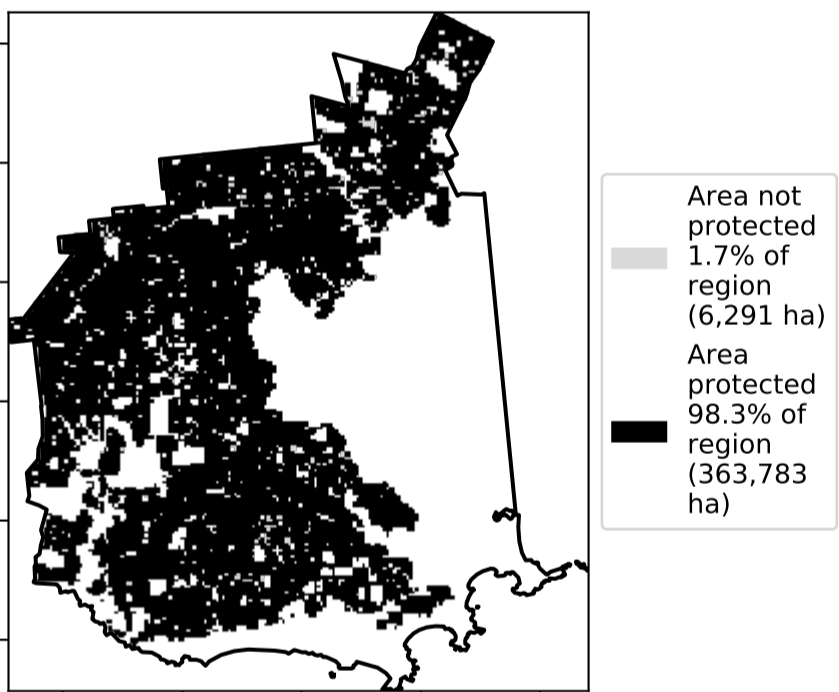 Area not
protected
1.7% of
region
(6,291 ha)
Area
protected
98.3% of
region
(363,783
ha)